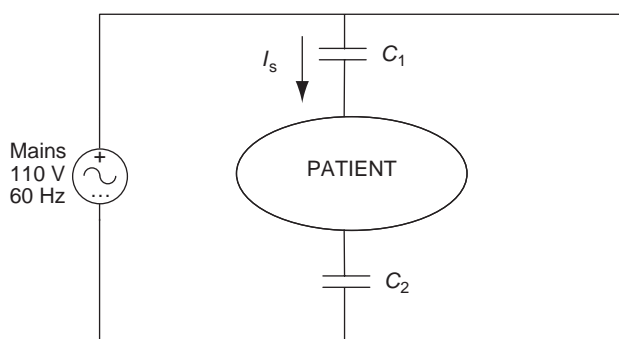 Iₛ
C₁
Mains
110 V
60 Hz
+
...
PATIENT
C₂